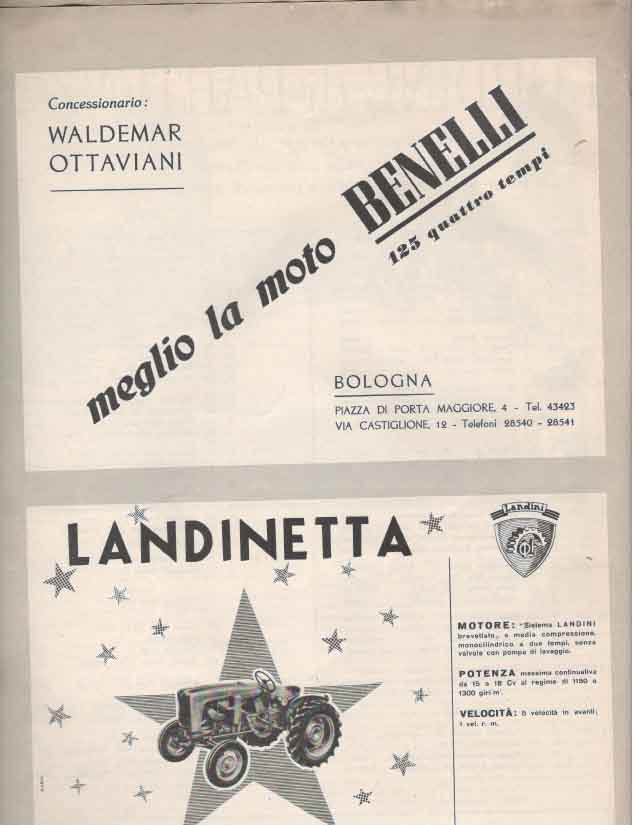 Concessionario:
WALDEMAR
OTTAVIANI
meglio la moto BENELLI
125 quattro tempi
BOLOGNA
PIAZZA DI PORTA MAGGIORE, 4 - Tel. 43423
VIA CASTIGLIONE, 12 - Telefoni 28540 - 28541
LANDINETTA
Landini
MOTORE: "Sistema LANDINI
brevettato, a media compressione,
monocilindrico a due tempi, senza
valvole con pompa di lavaggio.
POTENZA massima continuativa
da 15 a 18 Cv al regime di 1150 a
1300 giri/m'.
VELOCITÀ: 5 velocità in avanti;
1 vel. r. m.